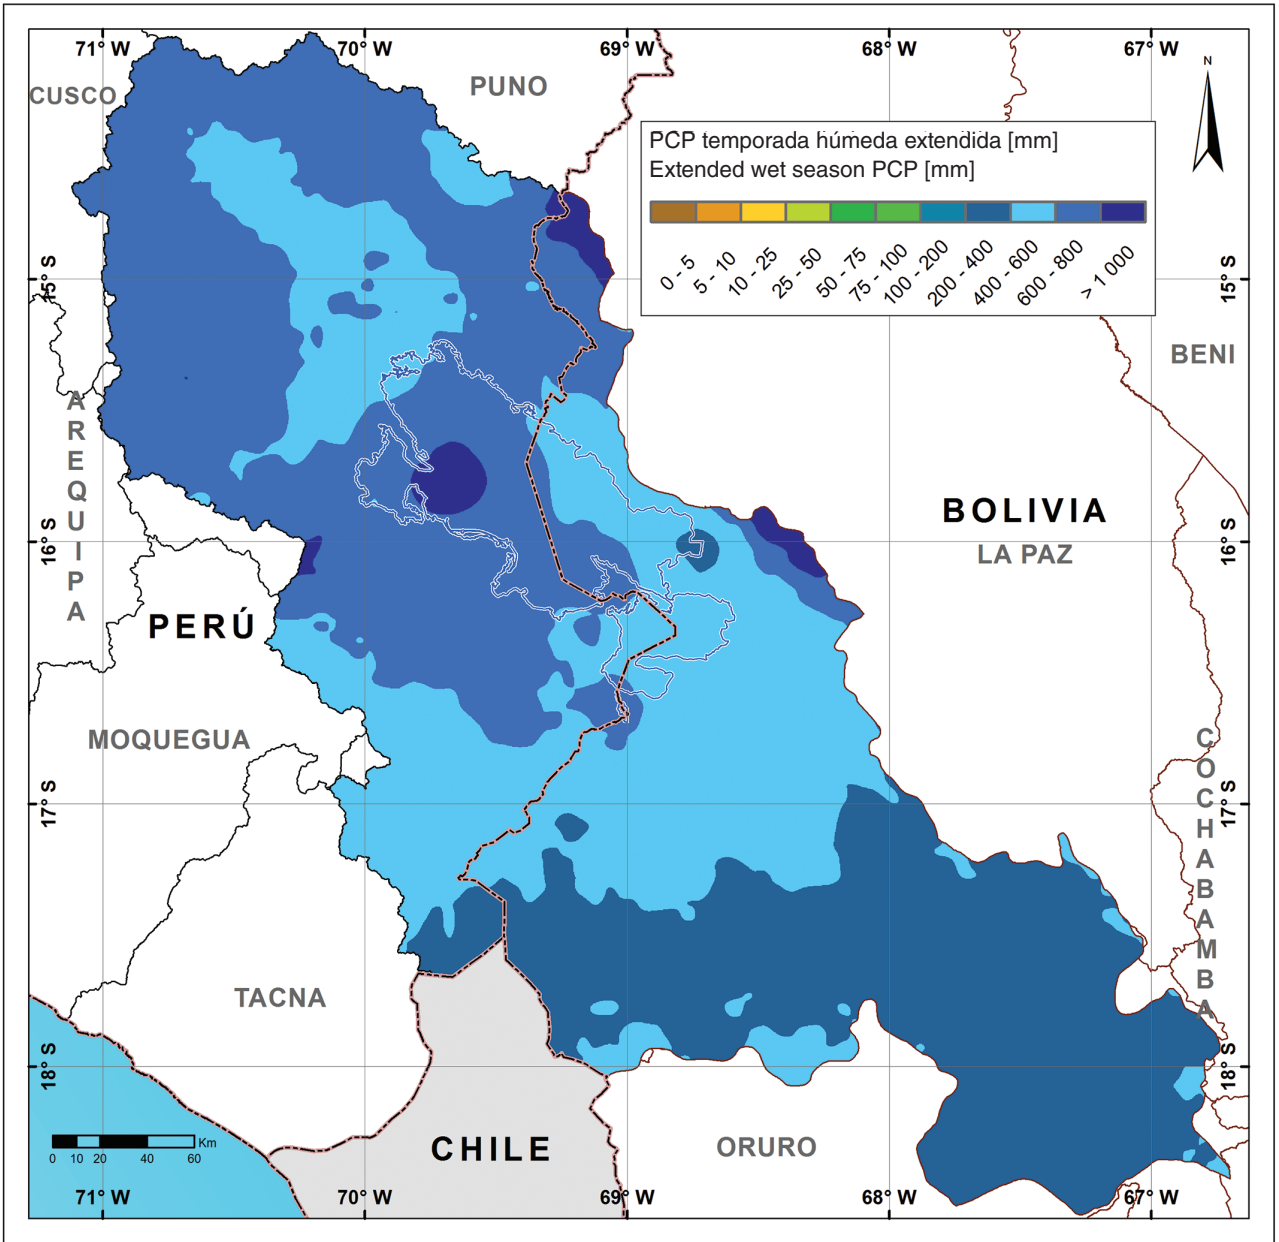 71° W
70° W
69° W
68° W
67° W
N
CUSCO
PUNO
PCP temporada húmeda extendida [mm]
Extended wet season PCP [mm]
0 - 5
5 - 10
10 - 25
25 - 50
50 - 75
75 - 100
100 - 200
200 - 400
400 - 600
600 - 800
> 1 000
15° S
15° S
BENI
AREQUIPA
BOLIVIA
LA PAZ
16° S
16° S
PERÚ
MOQUEGUA
COCHABAMBA
17° S
17° S
TACNA
18° S
18° S
Km
0 10 20 40 60
CHILE
ORURO
71° W
70° W
69° W
68° W
67° W